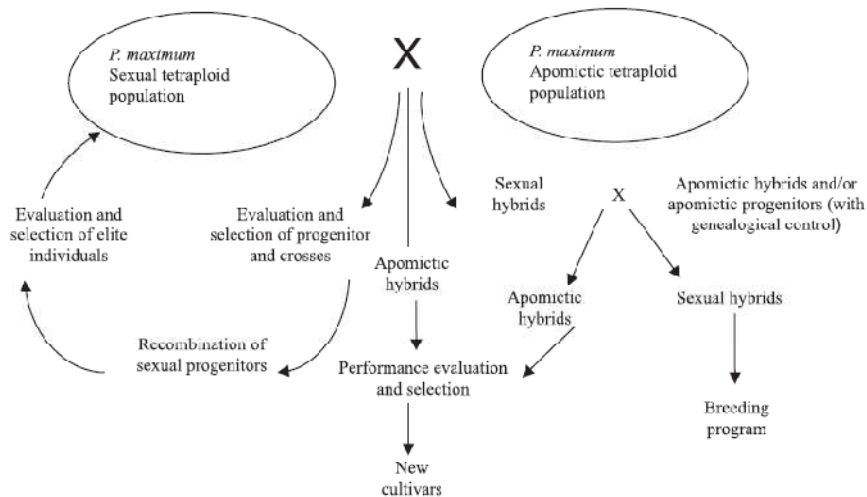 P. maximum
Sexual tetraploid
population
X
P. maximum
Apomictic tetraploid
population
Sexual
hybrids
X
Apomictic hybrids and/or
apomictic progenitors (with
genealogical control)
Evaluation and
selection of elite
individuals
Evaluation and
selection of progenitor
and crosses
Apomictic
hybrids
Apomictic
hybrids
Sexual hybrids
Recombination of
sexual progenitors
Performance evaluation
and selection
Breeding
program
New
cultivars